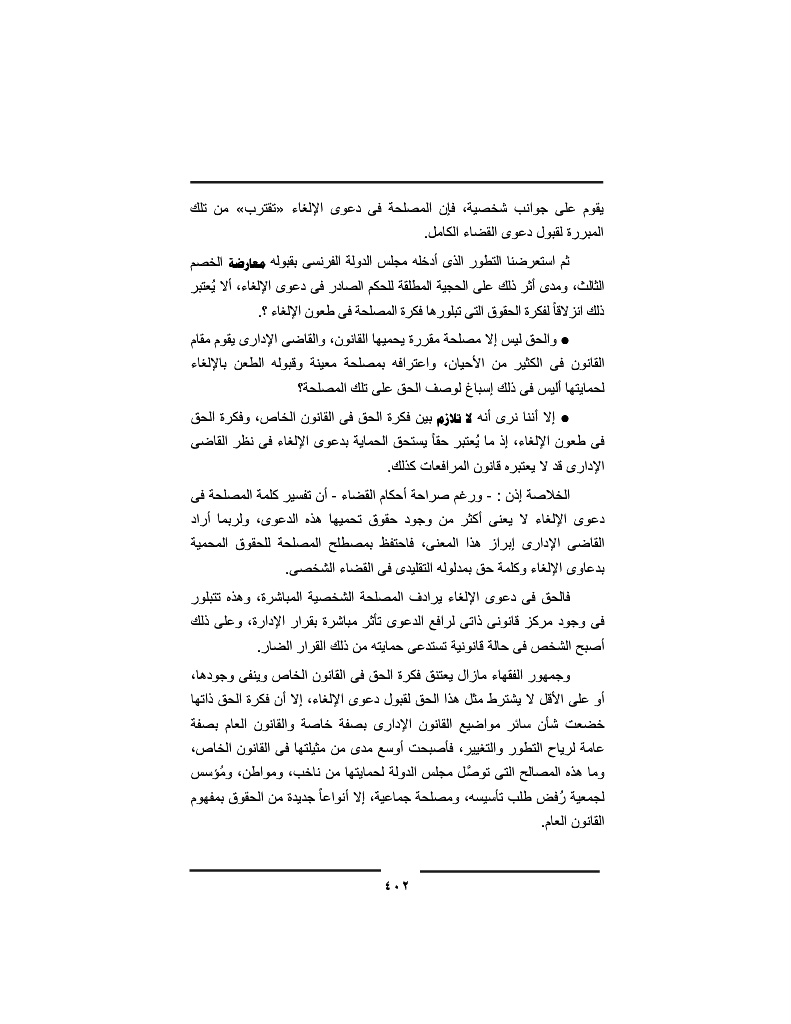 يقوم على جوانب شخصية، فإن المصلحة فى دعوى الإلغاء «تقترب» من تلك
المبررة لقبول دعوى القضاء الكامل.
ثم استعرضنا التطور الذى أدخله مجلس الدولة الفرنسى بقبوله معارضة الخصم
الثالث، ومدى أثر ذلك على الحجية المطلقة للحكم الصادر فى دعوى الإلغاء، ألا يُعتبر
ذلك انزلاقاً لفكرة الحقوق التى تبلورها فكرة المصلحة فى طعون الإلغاء ؟.
● والحق ليس إلا مصلحة مقررة يحميها القانون، والقاضى الإدارى يقوم مقام
القانون فى الكثير من الأحيان، واعترافه بمصلحة معينة وقبوله الطعن بالإلغاء
لحمايتها أليس فى ذلك إسباغ لوصف الحق على تلك المصلحة؟
● إلا أننا نرى أنه لا تلازم بين فكرة الحق فى القانون الخاص، وفكرة الحق
فى طعون الإلغاء، إذ ما يُعتبر حقاً يستحق الحماية بدعوى الإلغاء فى نظر القاضى
الإدارى قد لا يعتبره قانون المرافعات كذلك.
الخلاصة إذن : - ورغم صراحة أحكام القضاء - أن تفسير كلمة المصلحة فى
دعوى الإلغاء لا يعنى أكثر من وجود حقوق تحميها هذه الدعوى، ولربما أراد
القاضى الإدارى إبراز هذا المعنى، فاحتفظ بمصطلح المصلحة للحقوق المحمية
بدعاوى الإلغاء وكلمة حق بمدلوله التقليدى فى القضاء الشخصى.
فالحق فى دعوى الإلغاء يرادف المصلحة الشخصية المباشرة، وهذه تتبلور
فى وجود مركز قانونى ذاتى لرافع الدعوى تأثر مباشرة بقرار الإدارة، وعلى ذلك
أصبح الشخص فى حالة قانونية تستدعى حمايته من ذلك القرار الضار.
وجمهور الفقهاء مازال يعتنق فكرة الحق فى القانون الخاص وينفى وجودها،
أو على الأقل لا يشترط مثل هذا الحق لقبول دعوى الإلغاء، إلا أن فكرة الحق ذاتها
خضعت شأن سائر مواضيع القانون الإدارى بصفة خاصة والقانون العام بصفة
عامة لرياح التطور والتغيير، فأصبحت أوسع مدى من مثيلتها فى القانون الخاص،
وما هذه المصالح التى توصَّل مجلس الدولة لحمايتها من ناخب، ومواطن، ومُؤسس
لجمعية رُفض طلب تأسيسه، ومصلحة جماعية، إلا أنواعاً جديدة من الحقوق بمفهوم
القانون العام.
٤٠٢